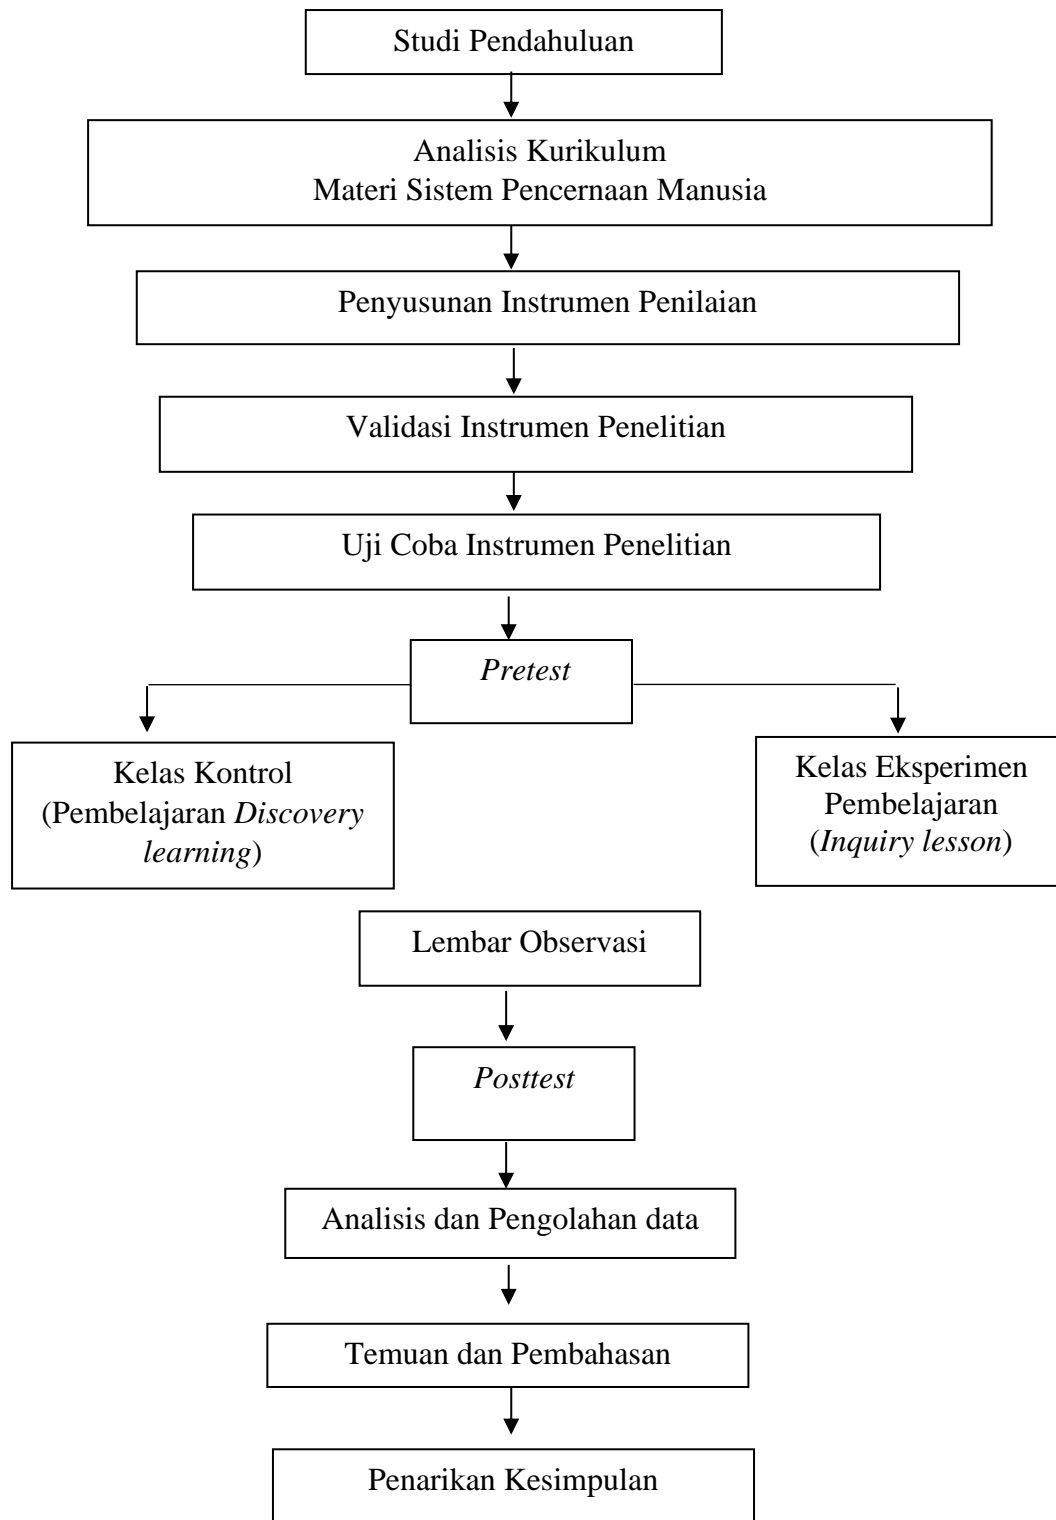 Studi Pendahuluan
Analisis Kurikulum
Materi Sistem Pencernaan Manusia
Penyusunan Instrumen Penilaian
Validasi Instrumen Penelitian
Uji Coba Instrumen Penelitian
Pretest
Kelas Kontrol
(Pembelajaran Discovery
learning)
Kelas Eksperimen
Pembelajaran
(Inquiry lesson)
Lembar Observasi
Posttest
Analisis dan Pengolahan data
Temuan dan Pembahasan
Penarikan Kesimpulan